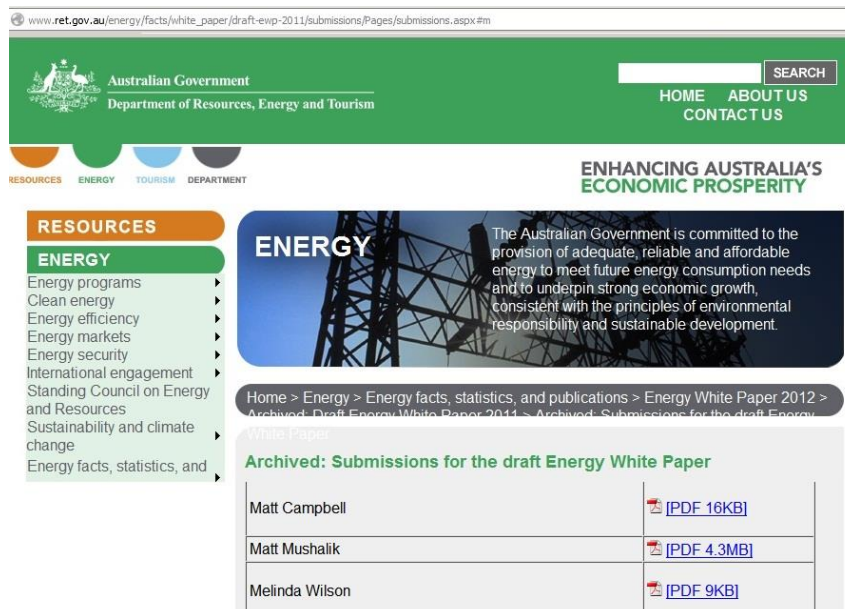 www.ret.gov.au/energy/facts/white_paper/draft-ewp-2011/submissions/Pages/submissions.aspx#m
Australian Government
Department of Resources, Energy and Tourism
SEARCH
HOME ABOUT US
CONTACT US
RESOURCES ENERGY TOURISM DEPARTMENT
ENHANCING AUSTRALIA'S
ECONOMIC PROSPERITY
RESOURCES
ENERGY
Energy programs
Clean energy
Energy efficiency
Energy markets
Energy security
International engagement
Standing Council on Energy
and Resources
Sustainability and climate
change
Energy facts, statistics, and
ENERGY
The Australian Government is committed to the
provision of adequate, reliable and affordable
energy to meet future energy consumption needs
and to underpin strong economic growth,
consistent with the principles of environmental
responsibility and sustainable development.
Home > Energy > Energy facts, statistics, and publications > Energy White Paper 2012 >
Archived: Draft Energy White Paper 2011 > Archived: Submissions for the draft Energy
White Paper
Archived: Submissions for the draft Energy White Paper
Matt Campbell [PDF 16KB]
Matt Mushalik [PDF 4.3MB]
Melinda Wilson [PDF 9KB]